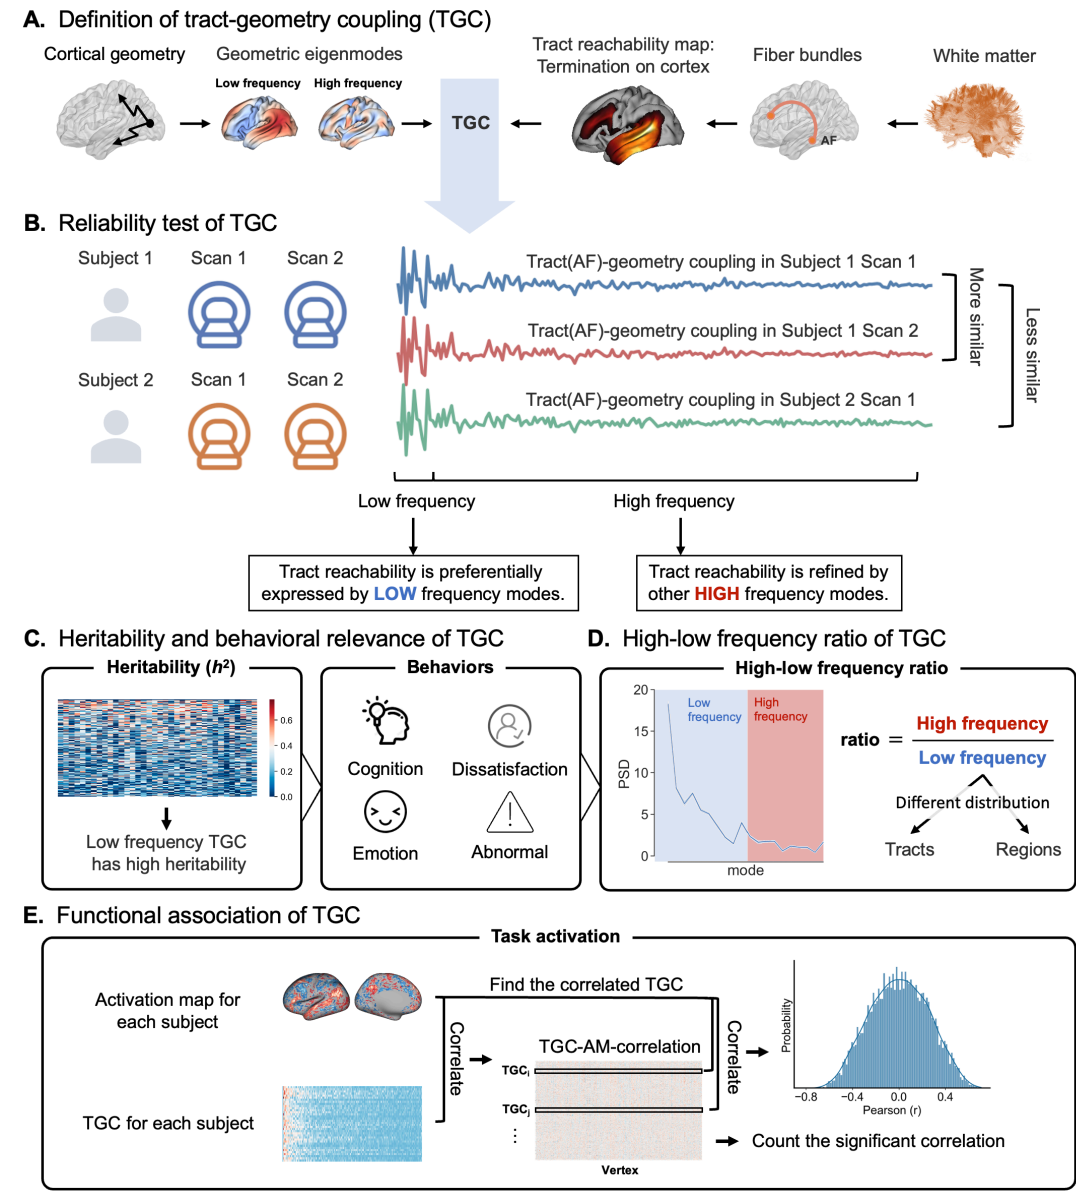 A. Definition of tract-geometry coupling (TGC)
Cortical geometry
Geometric eigenmodes
Low frequency
High frequency
TGC
Tract reachability map:
Termination on cortex
Fiber bundles
AF
White matter
B. Reliability test of TGC
Subject 1
Scan 1
Scan 2
Subject 2
Scan 1
Scan 2
Tract(AF)-geometry coupling in Subject 1 Scan 1
Tract(AF)-geometry coupling in Subject 1 Scan 2
Tract(AF)-geometry coupling in Subject 2 Scan 1
More similar
Less similar
Low frequency
High frequency
Tract reachability is preferentially
expressed by LOW frequency modes.
Tract reachability is refined by
other HIGH frequency modes.
C. Heritability and behavioral relevance of TGC
Heritability (h²)
0.6
0.4
0.2
0.0
Low frequency TGC
has high heritability
Behaviors
Cognition
Dissatisfaction
Emotion
Abnormal
D. High-low frequency ratio of TGC
High-low frequency ratio
20
15
10
5
0
PSD
mode
Low
frequency
High
frequency
ratio =
High frequency
Low frequency
Different distribution
Tracts
Regions
E. Functional association of TGC
Task activation
Activation map for
each subject
TGC for each subject
Correlate
Find the correlated TGC
TGC-AM-correlation
TGCi
TGCj
⋮
Vertex
Correlate
Probability
−0.8
−0.4
0.0
0.4
Pearson (r)
Count the significant correlation